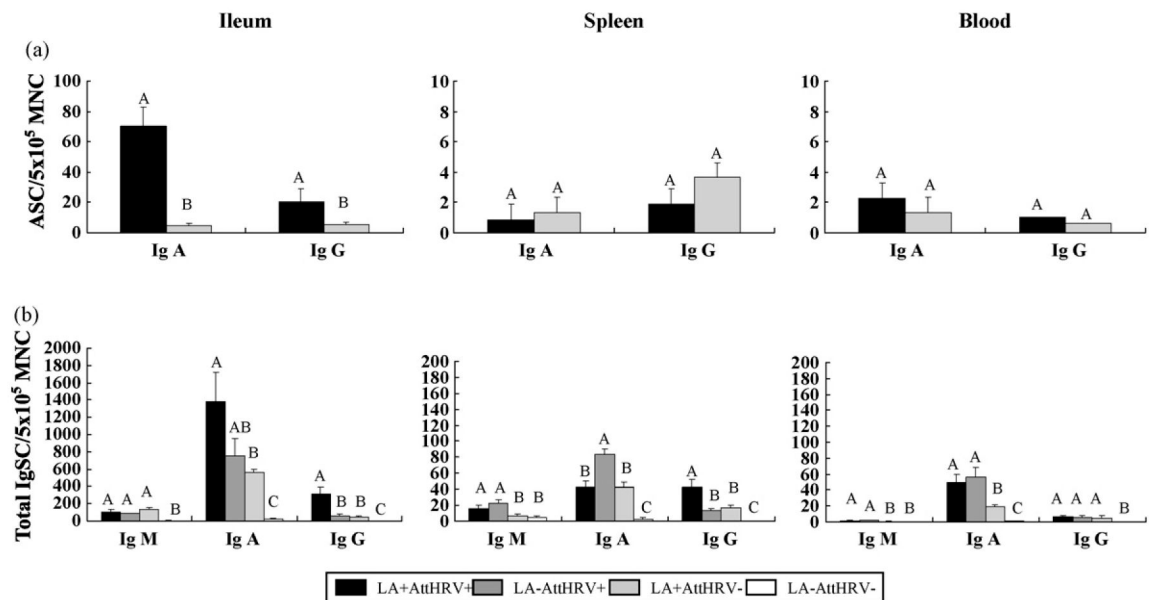 Ileum Spleen Blood
(a)
ASC/5x10⁵ MNC
100 80 60 40 20 0
A B A B
Ig A Ig G
10 8 6 4 2 0
A A A A
Ig A Ig G
10 8 6 4 2 0
A A A A
Ig A Ig G
(b)
Total IgSC/5x10⁵ MNC
2000 1800 1600 1400 1200 1000 800 600 400 200 0
A A A B A AB B C A B B C
Ig M Ig A Ig G
200 180 160 140 120 100 80 60 40 20 0
A A B B B A B C A B B C
Ig M Ig A Ig G
200 180 160 140 120 100 80 60 40 20 0
A A B B A A B C A A A B
Ig M Ig A Ig G
LA+AttHRV+ LA-AttHRV+ LA+AttHRV- LA-AttHRV-